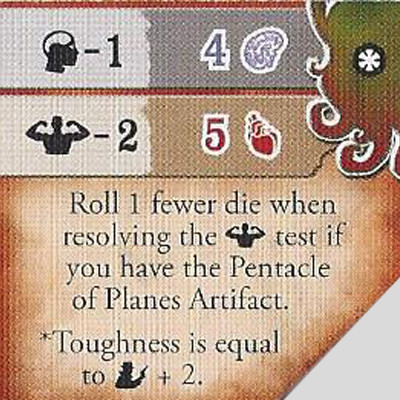 -1 4
*
-2 5
Roll 1 fewer die when
resolving the test if
you have the Pentacle
of Planes Artifact.
*Toughness is equal
to + 2.